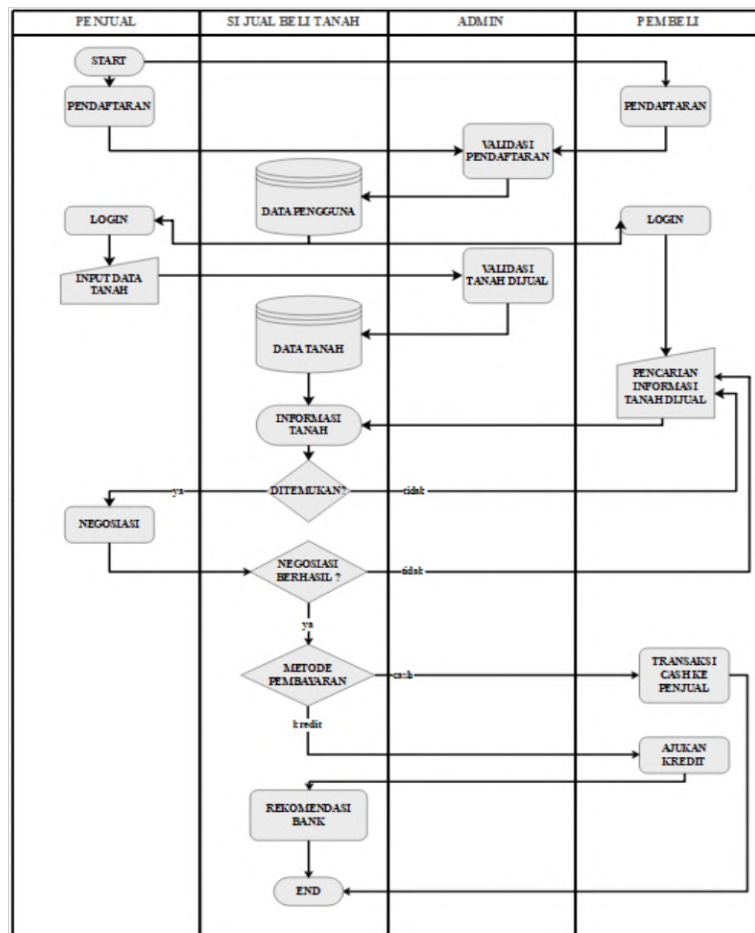 PENJUAL
SI JUAL BELI TANAH
ADMIN
PEMBELI
START
PENDAFTARAN
PENDAFTARAN
VALIDASI
PENDAFTARAN
DATA PENGGUNA
LOGIN
LOGIN
INPUT DATA
TANAH
VALIDASI
TANAH DIJUAL
DATA TANAH
PENCARIAN
INFORMASI
TANAH DIJUAL
INFORMASI
TANAH
DITEMUKAN?
ya
tidak
NEGOSIASI
NEGOSIASI
BERHASIL ?
tidak
ya
METODE
PEMBAYARAN
cash
TRANSAKSI
CASH KE
PENJUAL
kredit
AJUKAN
KREDIT
REKOMENDASI
BANK
END